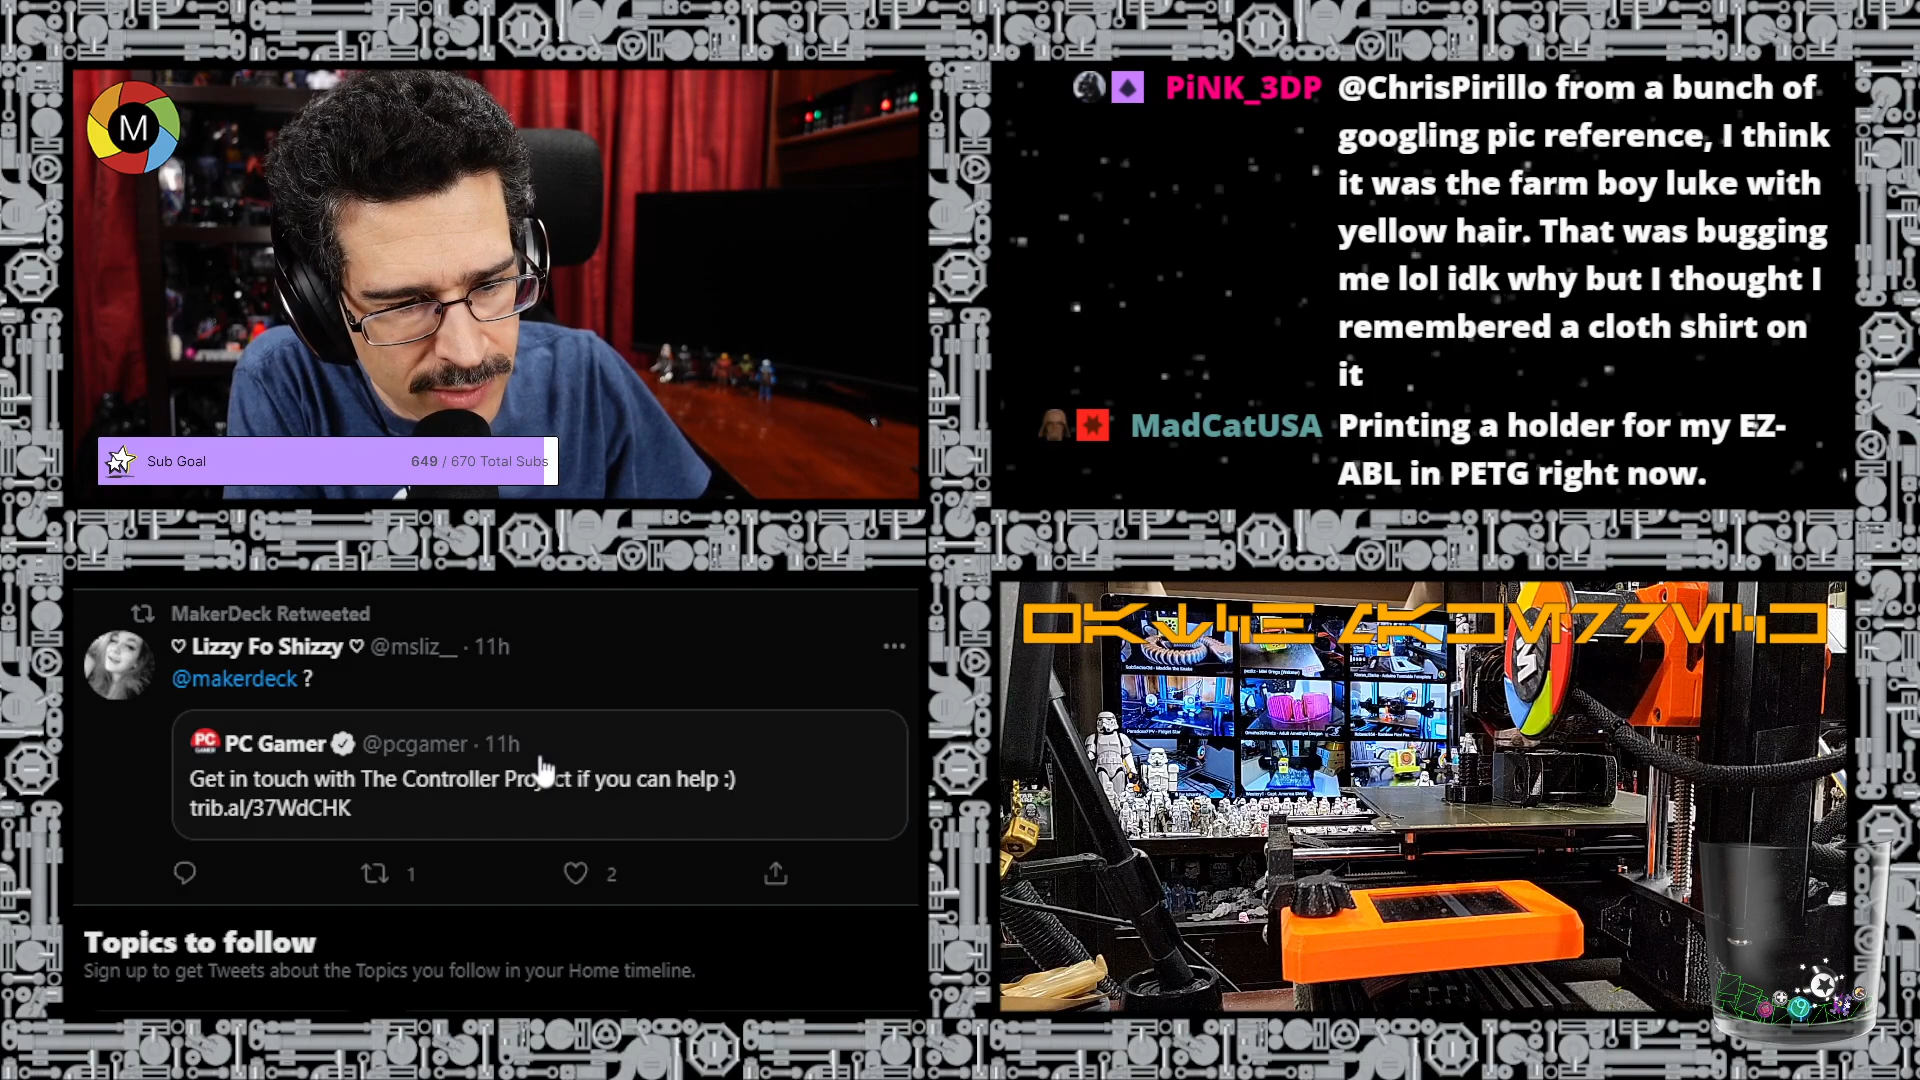 M
Sub Goal
649 / 670 Total Subs
PiNK_3DP @ChrisPirillo from a bunch of
googling pic reference, I think
it was the farm boy luke with
yellow hair. That was bugging
me lol idk why but I thought I
remembered a cloth shirt on
it
MadCatUSA Printing a holder for my EZ-
ABL in PETG right now.
MakerDeck Retweeted
♡ Lizzy Fo Shizzy ♡ @msliz__ · 11h
@makerdeck ?
PC Gamer @pcgamer · 11h
Get in touch with The Controller Project if you can help :)
trib.al/37WdCHK
1
2
Topics to follow
Sign up to get Tweets about the Topics you follow in your Home timeline.
M